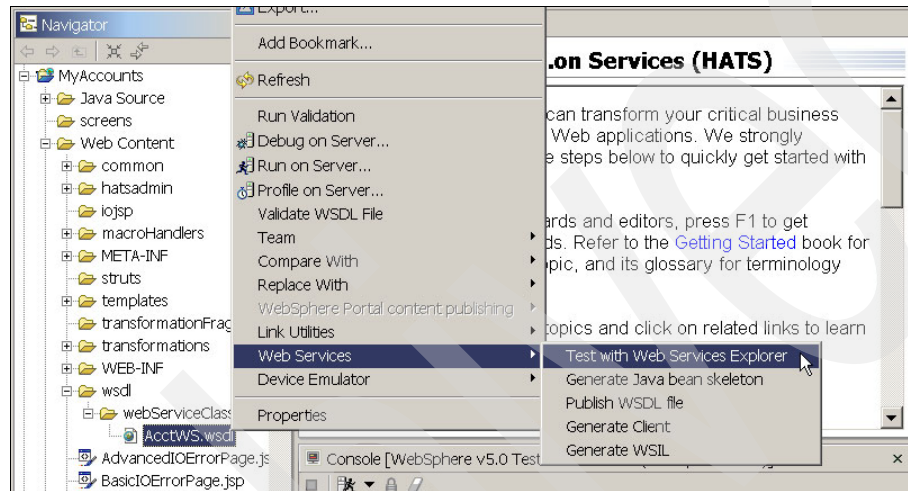 Navigator
MyAccounts
Java Source
screens
Web Content
common
hatsadmin
iojsp
macroHandlers
META-INF
struts
templates
transformationFrag
transformations
WEB-INF
wsdl
webServiceClass
AcctWS.wsdl
AdvancedIOErrorPage.js
BasicIOErrorPage.jsp
Export...
Add Bookmark...
Refresh
Run Validation
Debug on Server...
Run on Server...
Profile on Server...
Validate WSDL File
Team
Compare With
Replace With
WebSphere Portal content publishing
Link Utilities
Web Services
Device Emulator
Properties
Test with Web Services Explorer
Generate Java bean skeleton
Publish WSDL file
Generate Client
Generate WSIL
.on Services (HATS)
can transform your critical business
Web applications. We strongly
e steps below to quickly get started with
ards and editors, press F1 to get
ds. Refer to the Getting Started book for
opic, and its glossary for terminology
topics and click on related links to learn
Console [WebSphere v5.0 Test